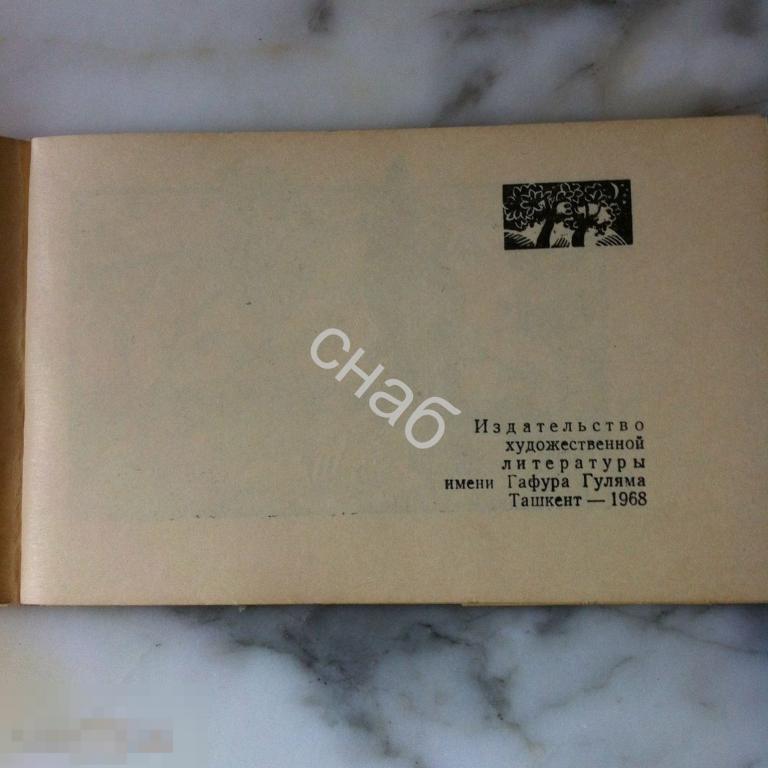 снаб
Издательство
художественной
литературы
имени Гафура Гуляма
Ташкент — 1968